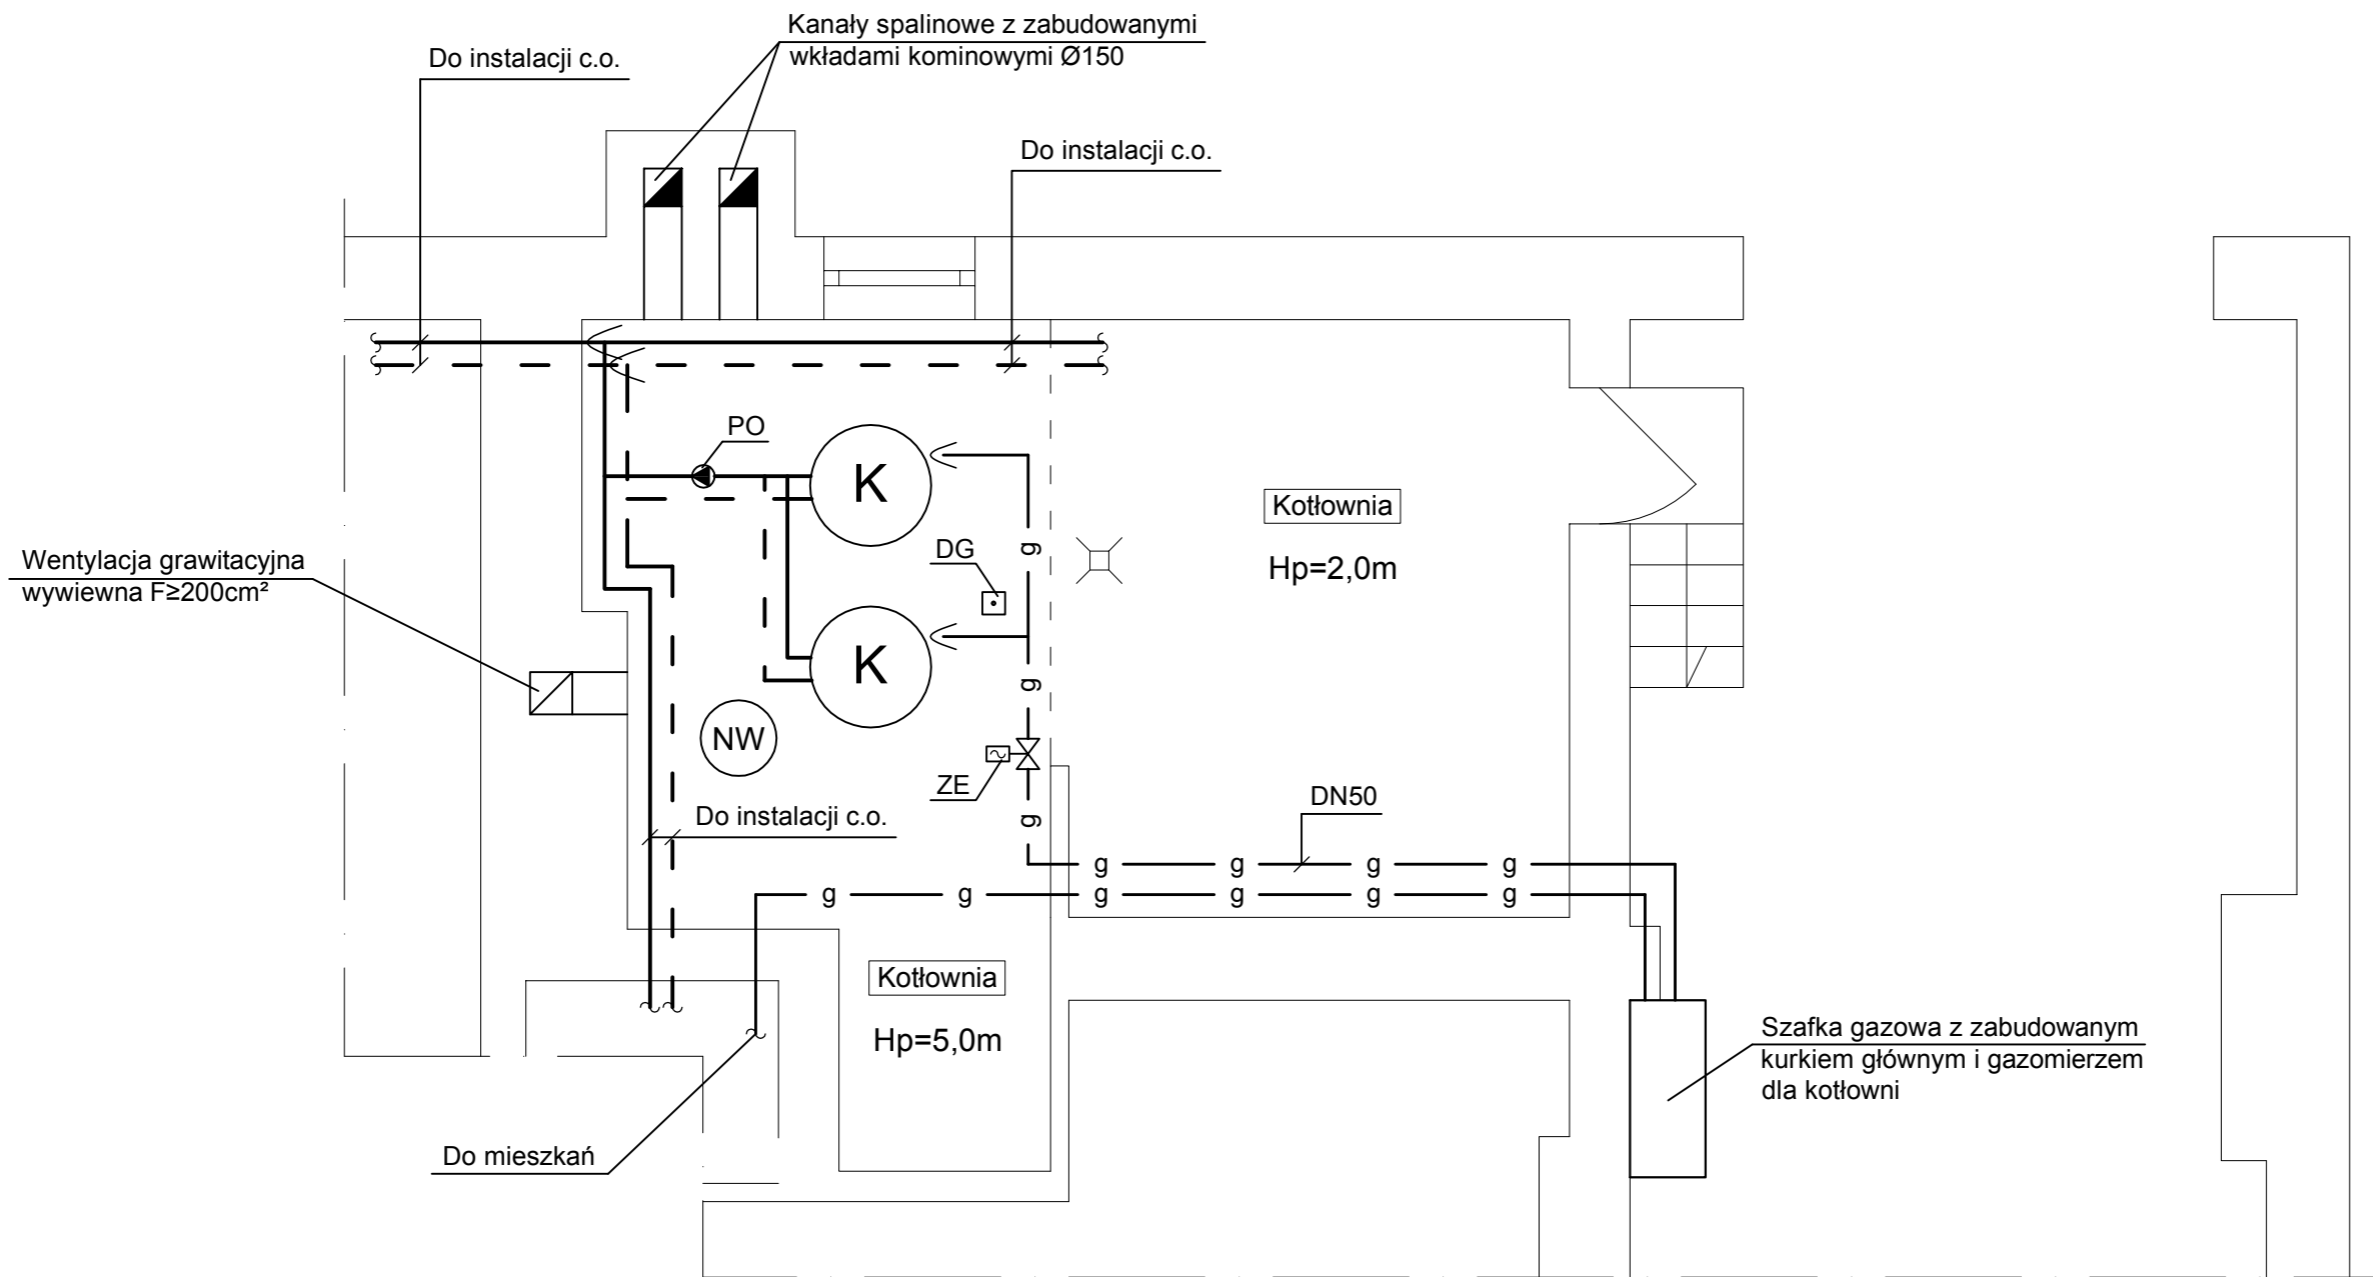 Kanały spalinowe z zabudowanymi
wkładami kominowymi Ø150
Do instalacji c.o.
Do instalacji c.o.
PO
K
Kotłownia
Hp=2,0m
DG
g
Wentylacja grawitacyjna
wywiewna F≥200cm²
K
g
NW
ZE
DN50
Do instalacji c.o.
g
g g g g
g g g g g g
Kotłownia
Hp=5,0m
Szafka gazowa z zabudowanym
kurkiem głównym i gazomierzem
dla kotłowni
Do mieszkań